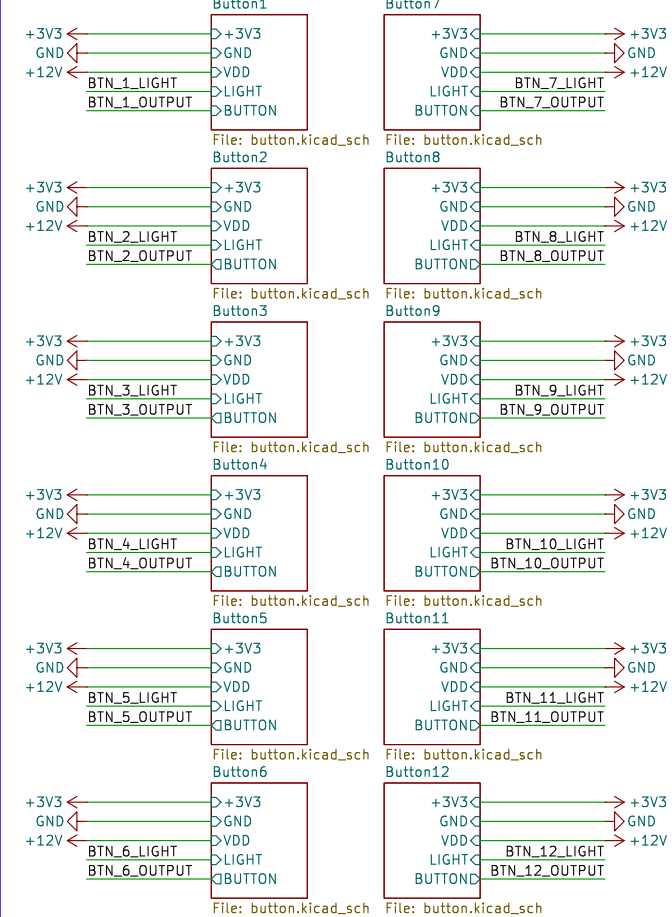 Button1
+3V3 +3V3
GND GND
+12V VDD
BTN_1_LIGHT LIGHT
BTN_1_OUTPUT BUTTON
File: button.kicad_sch
Button7
+3V3 +3V3
GND GND
VDD +12V
LIGHT BTN_7_LIGHT
BUTTON BTN_7_OUTPUT
File: button.kicad_sch
Button2
+3V3 +3V3
GND GND
+12V VDD
BTN_2_LIGHT LIGHT
BTN_2_OUTPUT BUTTON
File: button.kicad_sch
Button8
+3V3 +3V3
GND GND
VDD +12V
LIGHT BTN_8_LIGHT
BUTTON BTN_8_OUTPUT
File: button.kicad_sch
Button3
+3V3 +3V3
GND GND
+12V VDD
BTN_3_LIGHT LIGHT
BTN_3_OUTPUT BUTTON
File: button.kicad_sch
Button9
+3V3 +3V3
GND GND
VDD +12V
LIGHT BTN_9_LIGHT
BUTTON BTN_9_OUTPUT
File: button.kicad_sch
Button4
+3V3 +3V3
GND GND
+12V VDD
BTN_4_LIGHT LIGHT
BTN_4_OUTPUT BUTTON
File: button.kicad_sch
Button10
+3V3 +3V3
GND GND
VDD +12V
LIGHT BTN_10_LIGHT
BUTTON BTN_10_OUTPUT
File: button.kicad_sch
Button5
+3V3 +3V3
GND GND
+12V VDD
BTN_5_LIGHT LIGHT
BTN_5_OUTPUT BUTTON
File: button.kicad_sch
Button11
+3V3 +3V3
GND GND
VDD +12V
LIGHT BTN_11_LIGHT
BUTTON BTN_11_OUTPUT
File: button.kicad_sch
Button6
+3V3 +3V3
GND GND
+12V VDD
BTN_6_LIGHT LIGHT
BTN_6_OUTPUT BUTTON
File: button.kicad_sch
Button12
+3V3 +3V3
GND GND
VDD +12V
LIGHT BTN_12_LIGHT
BUTTON BTN_12_OUTPUT
File: button.kicad_sch